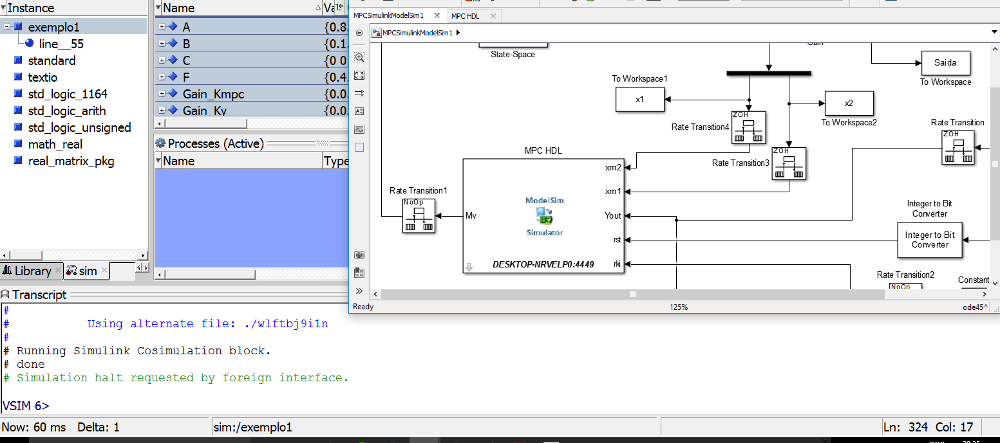 Instance
exemplo1
line__55
standard
textio
std_logic_1164
std_logic_arith
std_logic_unsigned
math_real
real_matrix_pkg
Library
sim
Name
A {0.8.
B {0.1.
C {0 0
F {0.4.
Gain_Kmpc {0.0.
Gain_Ky {0.0.
Processes (Active)
Name Type
MPCSimulinkModelSim1
MPC HDL
MPCSimulinkModelSim1
State-Space
Gain
Saida
To Workspace
To Workspace1
x1
x2
To Workspace2
ZOH
Rate Transition4
ZOH
Rate Transition3
Rate Transition
ZOH
MPC HDL
xm2
xm1
Yout
rst
rki
Mv
ModelSim
Simulator
DESKTOP-NRVELP0:4449
Rate Transition1
NoOp
Integer to Bit
Converter
Integer to Bit
Converter
Rate Transition2
NoOp
Constant
Ready 125% ode45^
Transcript
#
# Using alternate file: ./wlftbj9i1n
#
# Running Simulink Cosimulation block.
# done
# Simulation halt requested by foreign interface.
VSIM 6>
Now: 60 ms Delta: 1 sim:/exemplo1 Ln: 324 Col: 17